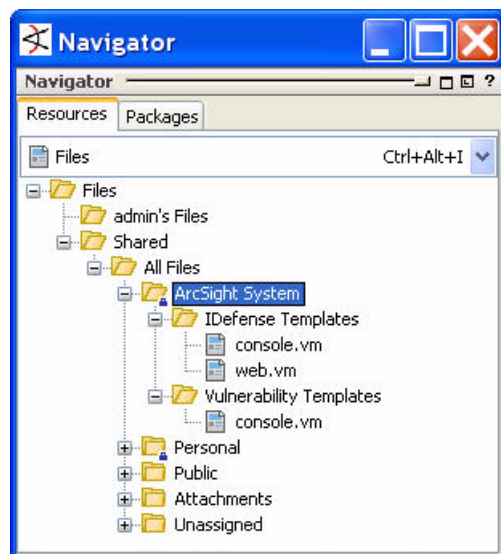 Navigator
Navigator ?
Resources Packages
Files Ctrl+Alt+I
Files
admin's Files
Shared
All Files
ArcSight System
IDefense Templates
console.vm
web.vm
Vulnerability Templates
console.vm
Personal
Public
Attachments
Unassigned